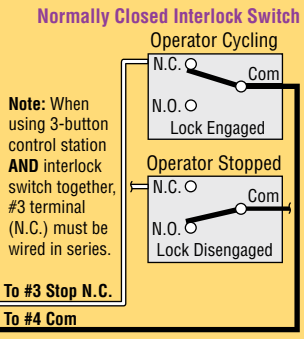 Normally Closed Interlock Switch
Operator Cycling
N.C.
Com
N.O.
Lock Engaged
Note: When
using 3-button
control station
AND interlock
switch together,
#3 terminal
(N.C.) must be
wired in series.
Operator Stopped
N.C.
Com
N.O.
Lock Disengaged
To #3 Stop N.C.
To #4 Com